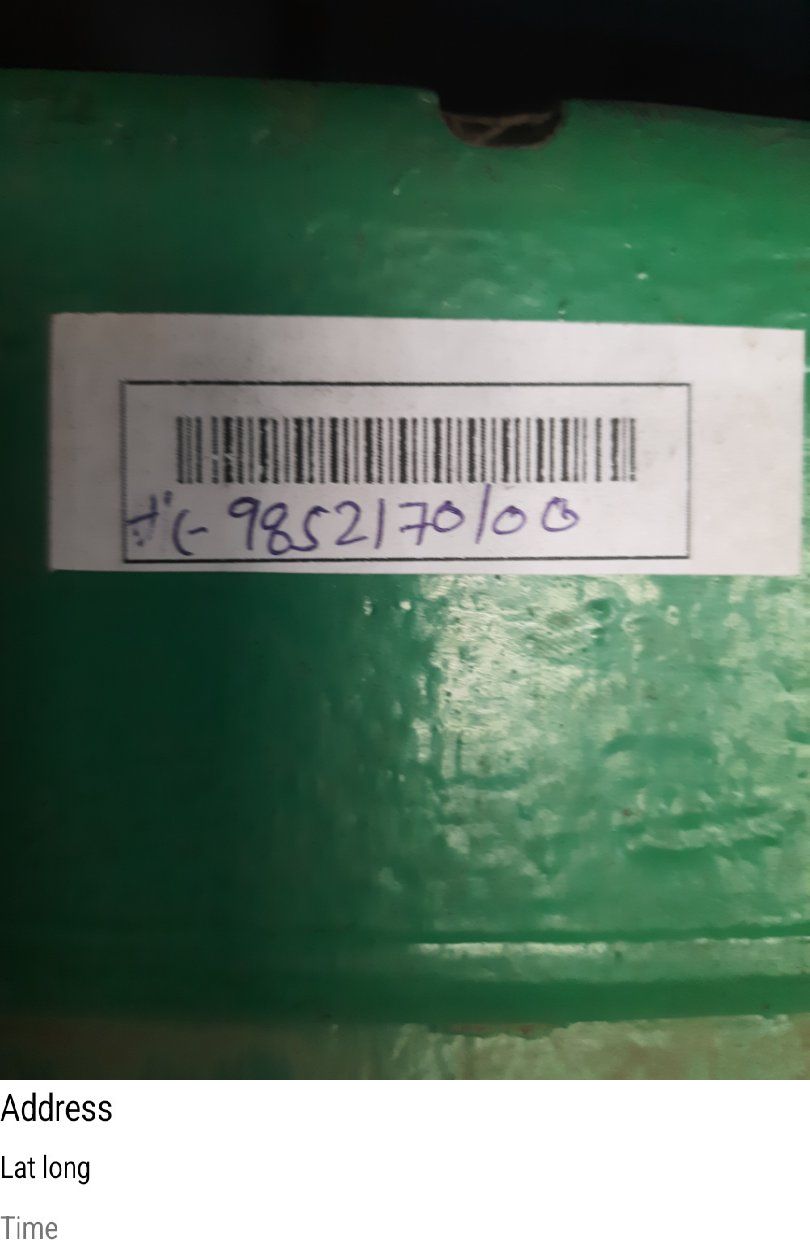 9852170100
Address
Lat long
Time